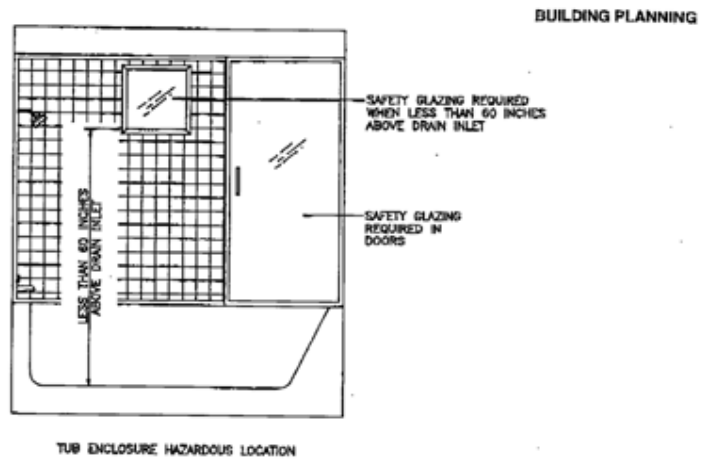 BUILDING PLANNING
SAFETY GLAZING REQUIRED
WHEN LESS THAN 60 INCHES
ABOVE DRAIN INLET
LESS THAN 60 INCHES
ABOVE DRAIN INLET
SAFETY GLAZING
REQUIRED IN
DOORS
TUB ENCLOSURE HAZARDOUS LOCATION